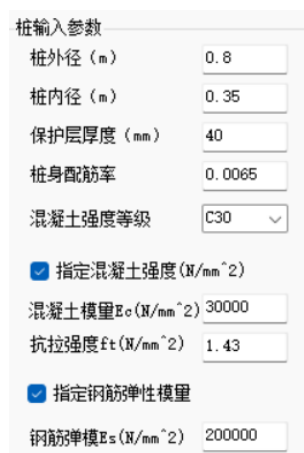 桩输入参数
桩外径（m） 0.8
桩内径（m） 0.35
保护层厚度（mm） 40
桩身配筋率 0.0065
混凝土强度等级 C30
指定混凝土强度(N/mm^2)
混凝土模量Ec(N/mm^2) 30000
抗拉强度ft(N/mm^2) 1.43
指定钢筋弹性模量
钢筋弹模Es(N/mm^2) 200000